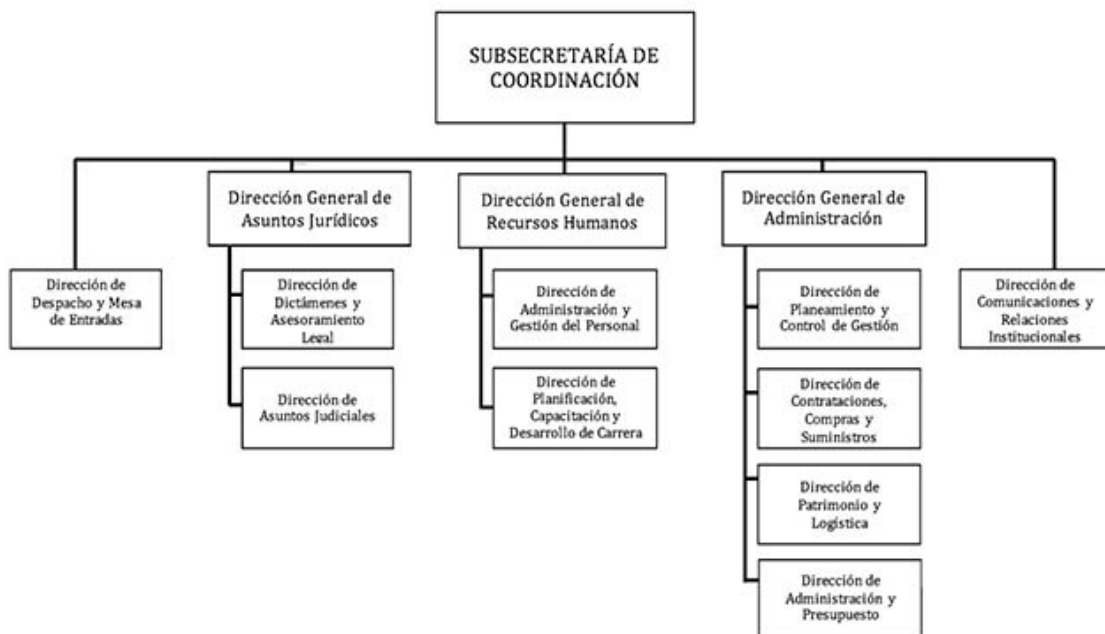 SUBSECRETARÍA DE
COORDINACIÓN
Dirección General de
Asuntos Jurídicos
Dirección General de
Recursos Humanos
Dirección General de
Administración
Dirección de
Despacho y Mesa
de Entradas
Dirección de
Dictámenes y
Asesoramiento
Legal
Dirección de
Asuntos Judiciales
Dirección de
Administración y
Gestión del Personal
Dirección de
Planificación,
Capacitación y
Desarrollo de Carrera
Dirección de
Planeamiento y
Control de Gestión
Dirección de
Contrataciones,
Compras y
Suministros
Dirección de
Patrimonio y
Logística
Dirección de
Administración y
Presupuesto
Dirección de
Comunicaciones y
Relaciones
Institucionales